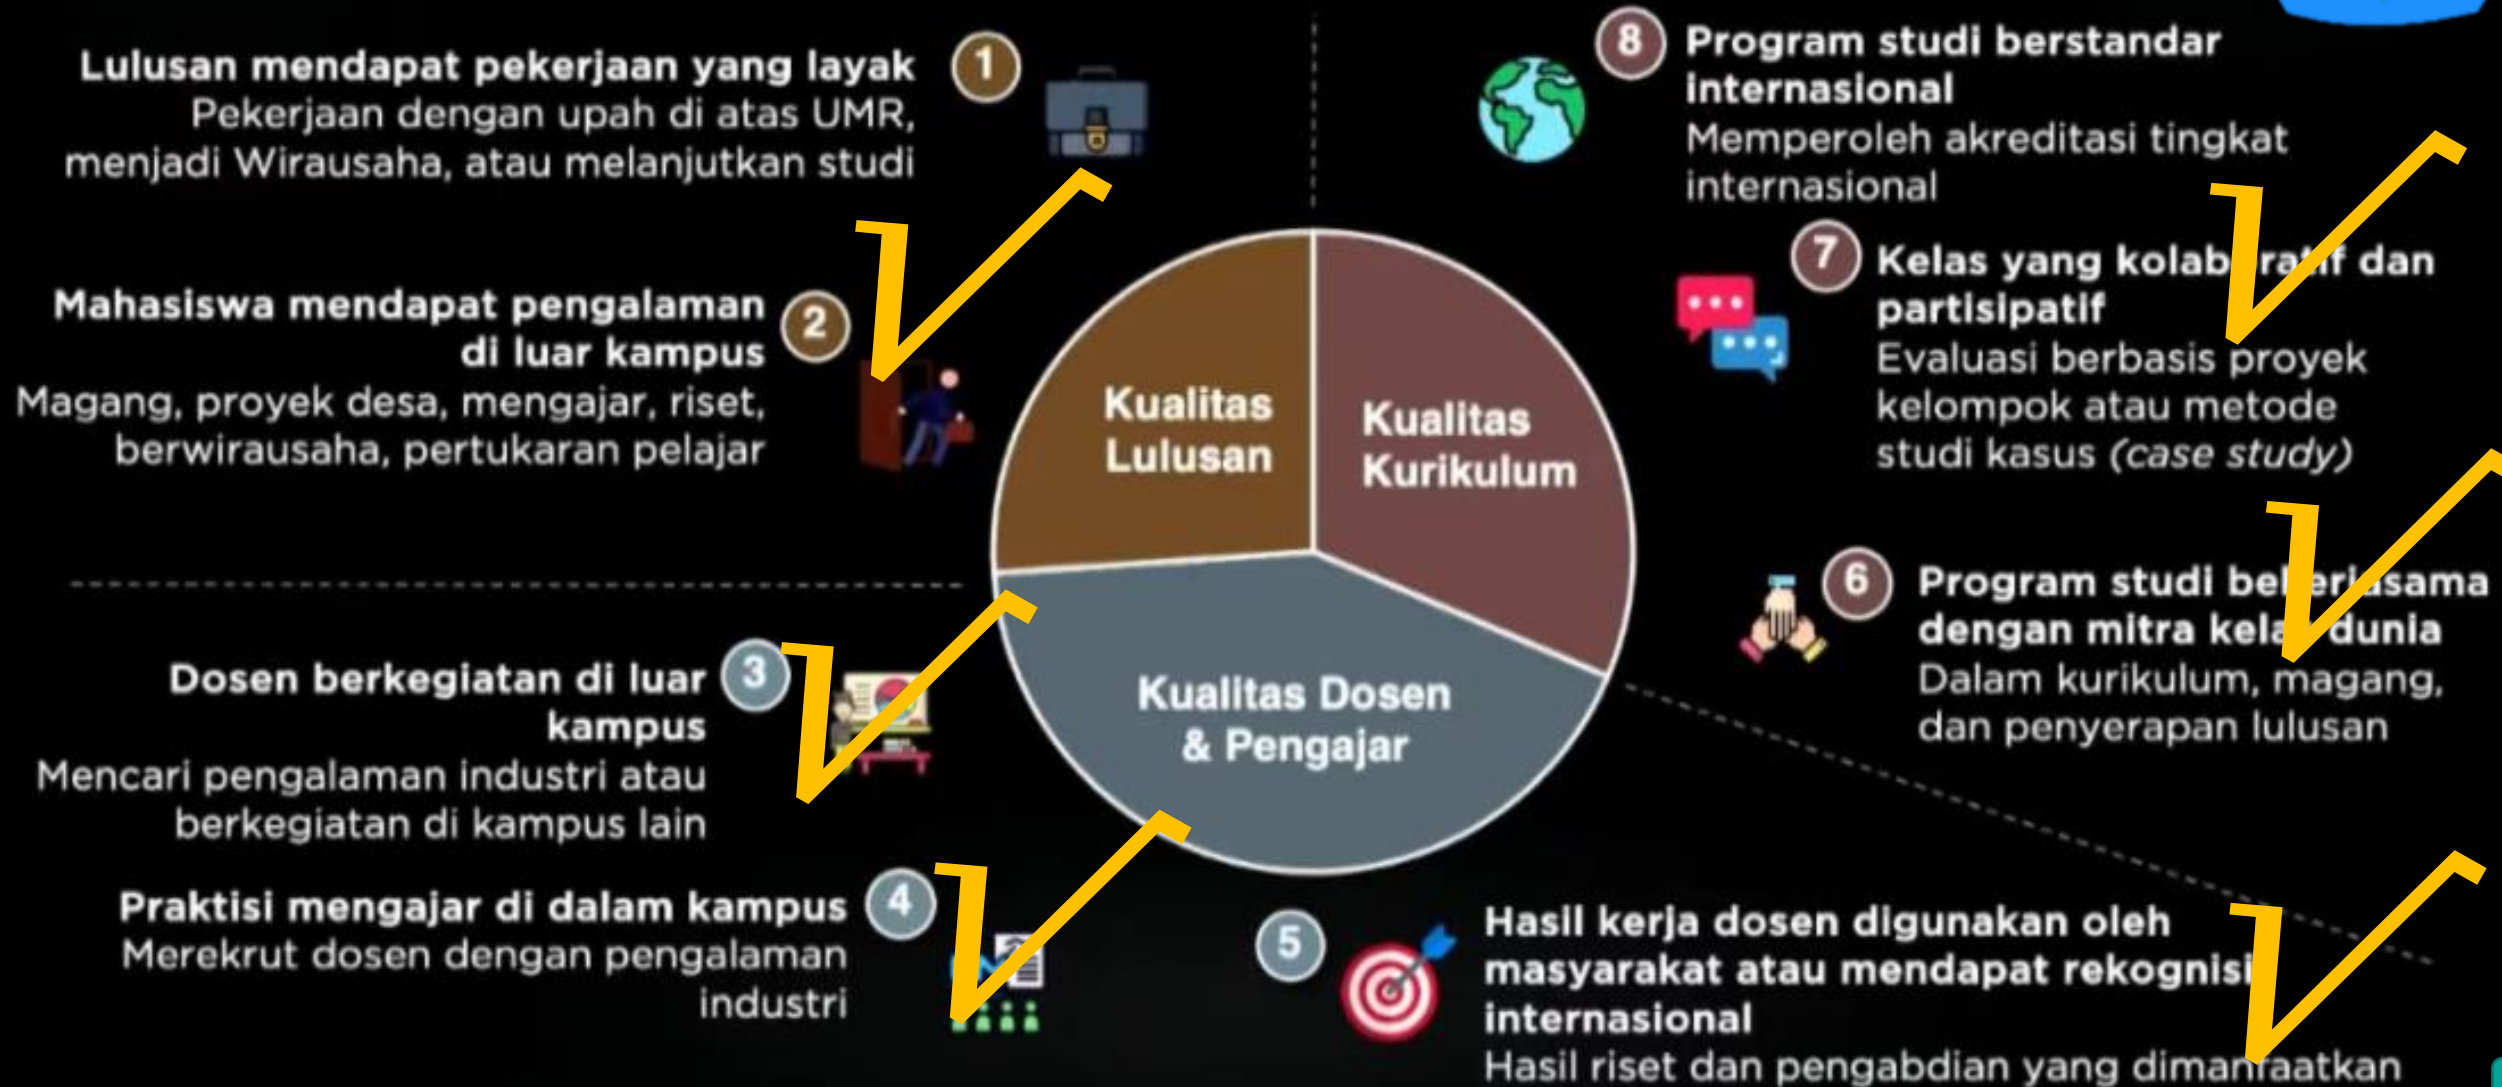 1
Lulusan mendapat pekerjaan yang layak
Pekerjaan dengan upah di atas UMR,
menjadi Wirausaha, atau melanjutkan studi
2
Mahasiswa mendapat pengalaman
di luar kampus
Magang, proyek desa, mengajar, riset,
berwirausaha, pertukaran pelajar
3
Dosen berkegiatan di luar
kampus
Mencari pengalaman industri atau
berkegiatan di kampus lain
4
Praktisi mengajar di dalam kampus
Merekrut dosen dengan pengalaman
industri
Kualitas
Lulusan
Kualitas
Kurikulum
Kualitas Dosen
& Pengajar
8
Program studi berstandar
internasional
Memperoleh akreditasi tingkat
internasional
7
Kelas yang kolaboratif dan
partisipatif
Evaluasi berbasis proyek
kelompok atau metode
studi kasus (case study)
6
Program studi bekerjasama
dengan mitra kelas dunia
Dalam kurikulum, magang,
dan penyerapan lulusan
5
Hasil kerja dosen digunakan oleh
masyarakat atau mendapat rekognisi
internasional
Hasil riset dan pengabdian yang dimanfaatkan